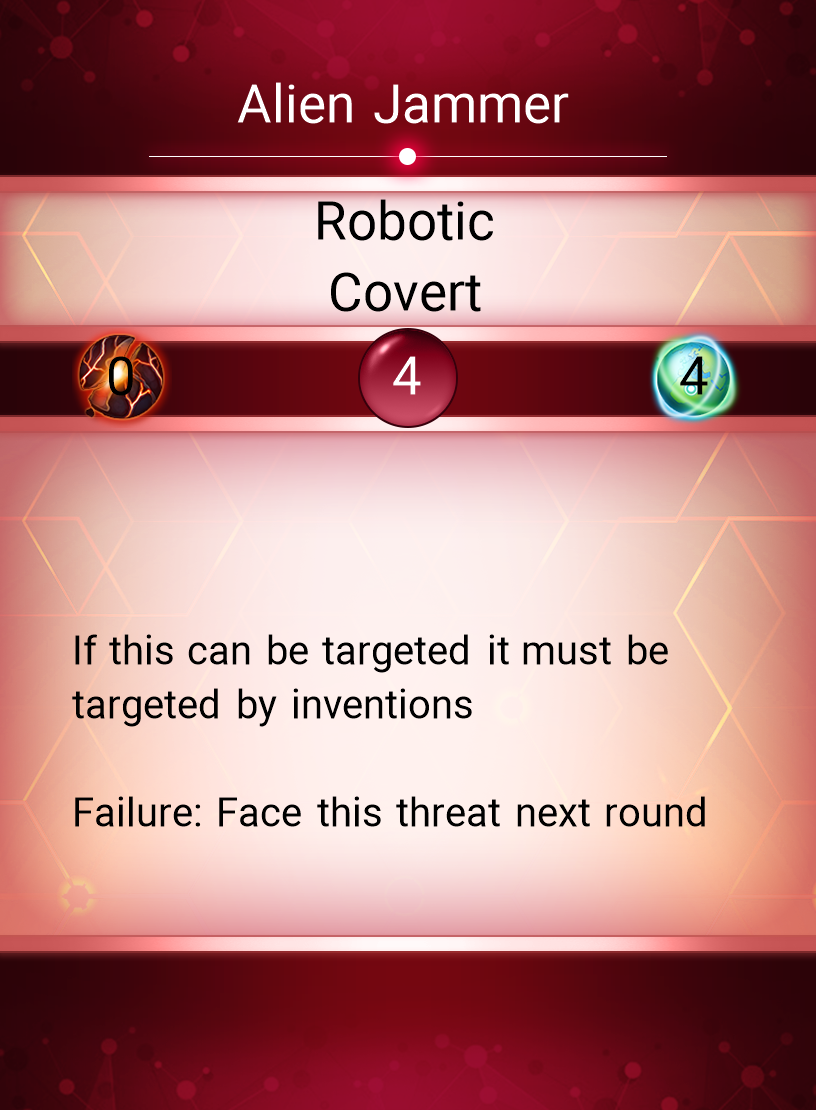 Alien Jammer
Robotic
Covert
0 4 4
If this can be targeted it must be
targeted by inventions
Failure: Face this threat next round